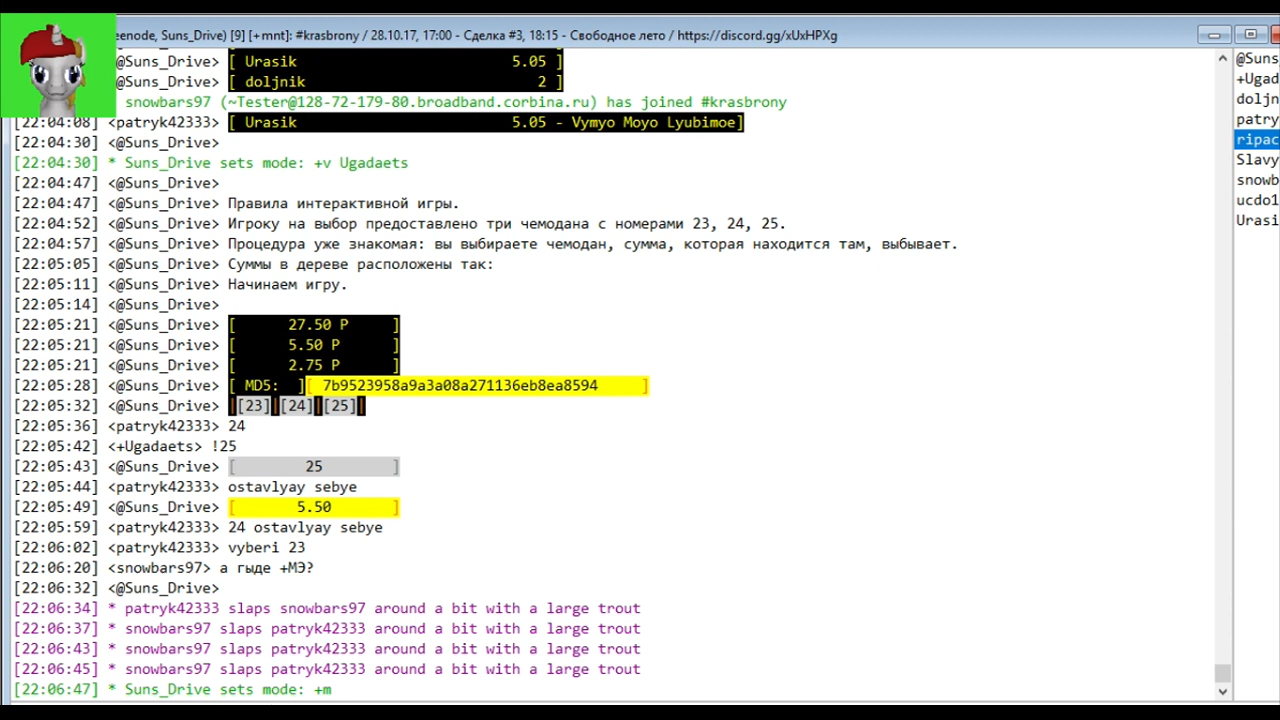 eenode, Suns_Drive) [9] [+mnt]: #krasbrony / 28.10.17, 17:00 - Сделка #3, 18:15 - Свободное лето / https://discord.gg/xUxHPXg
@Suns_Drive> [ Urasik 5.05 ]
@Suns_Drive> [ doljnik 2 ]
snowbars97 (~Tester@128-72-179-80.broadband.corbina.ru) has joined #krasbrony
[22:04:08] <patryk42333> [ Urasik 5.05 - Vymyo Moyo Lyubimoe]
[22:04:30] <@Suns_Drive>
[22:04:30] * Suns_Drive sets mode: +v Ugadaets
[22:04:47] <@Suns_Drive>
[22:04:47] <@Suns_Drive> Правила интерактивной игры.
[22:04:52] <@Suns_Drive> Игроку на выбор предоставлено три чемодана с номерами 23, 24, 25.
[22:04:57] <@Suns_Drive> Процедура уже знакомая: вы выбираете чемодан, сумма, которая находится там, выбывает.
[22:05:05] <@Suns_Drive> Суммы в дереве расположены так:
[22:05:11] <@Suns_Drive> Начинаем игру.
[22:05:14] <@Suns_Drive>
[22:05:21] <@Suns_Drive> [ 27.50 Р ]
[22:05:21] <@Suns_Drive> [ 5.50 Р ]
[22:05:21] <@Suns_Drive> [ 2.75 Р ]
[22:05:28] <@Suns_Drive> [ MD5: ][ 7b9523958a9a3a08a271136eb8ea8594 ]
[22:05:32] <@Suns_Drive> |[23]|[24]|[25]|
[22:05:36] <patryk42333> 24
[22:05:42] <+Ugadaets> !25
[22:05:43] <@Suns_Drive> [ 25 ]
[22:05:44] <patryk42333> ostavlyay sebye
[22:05:49] <@Suns_Drive> [ 5.50 ]
[22:05:59] <patryk42333> 24 ostavlyay sebye
[22:06:02] <patryk42333> vyberi 23
[22:06:20] <snowbars97> а гыде +МЭ?
[22:06:32] <@Suns_Drive>
[22:06:34] * patryk42333 slaps snowbars97 around a bit with a large trout
[22:06:37] * snowbars97 slaps patryk42333 around a bit with a large trout
[22:06:43] * snowbars97 slaps patryk42333 around a bit with a large trout
[22:06:45] * snowbars97 slaps patryk42333 around a bit with a large trout
[22:06:47] * Suns_Drive sets mode: +m
@Suns
+Ugad
doljn
patry
ripac
Slavy
snowb
ucdo1
Urasi